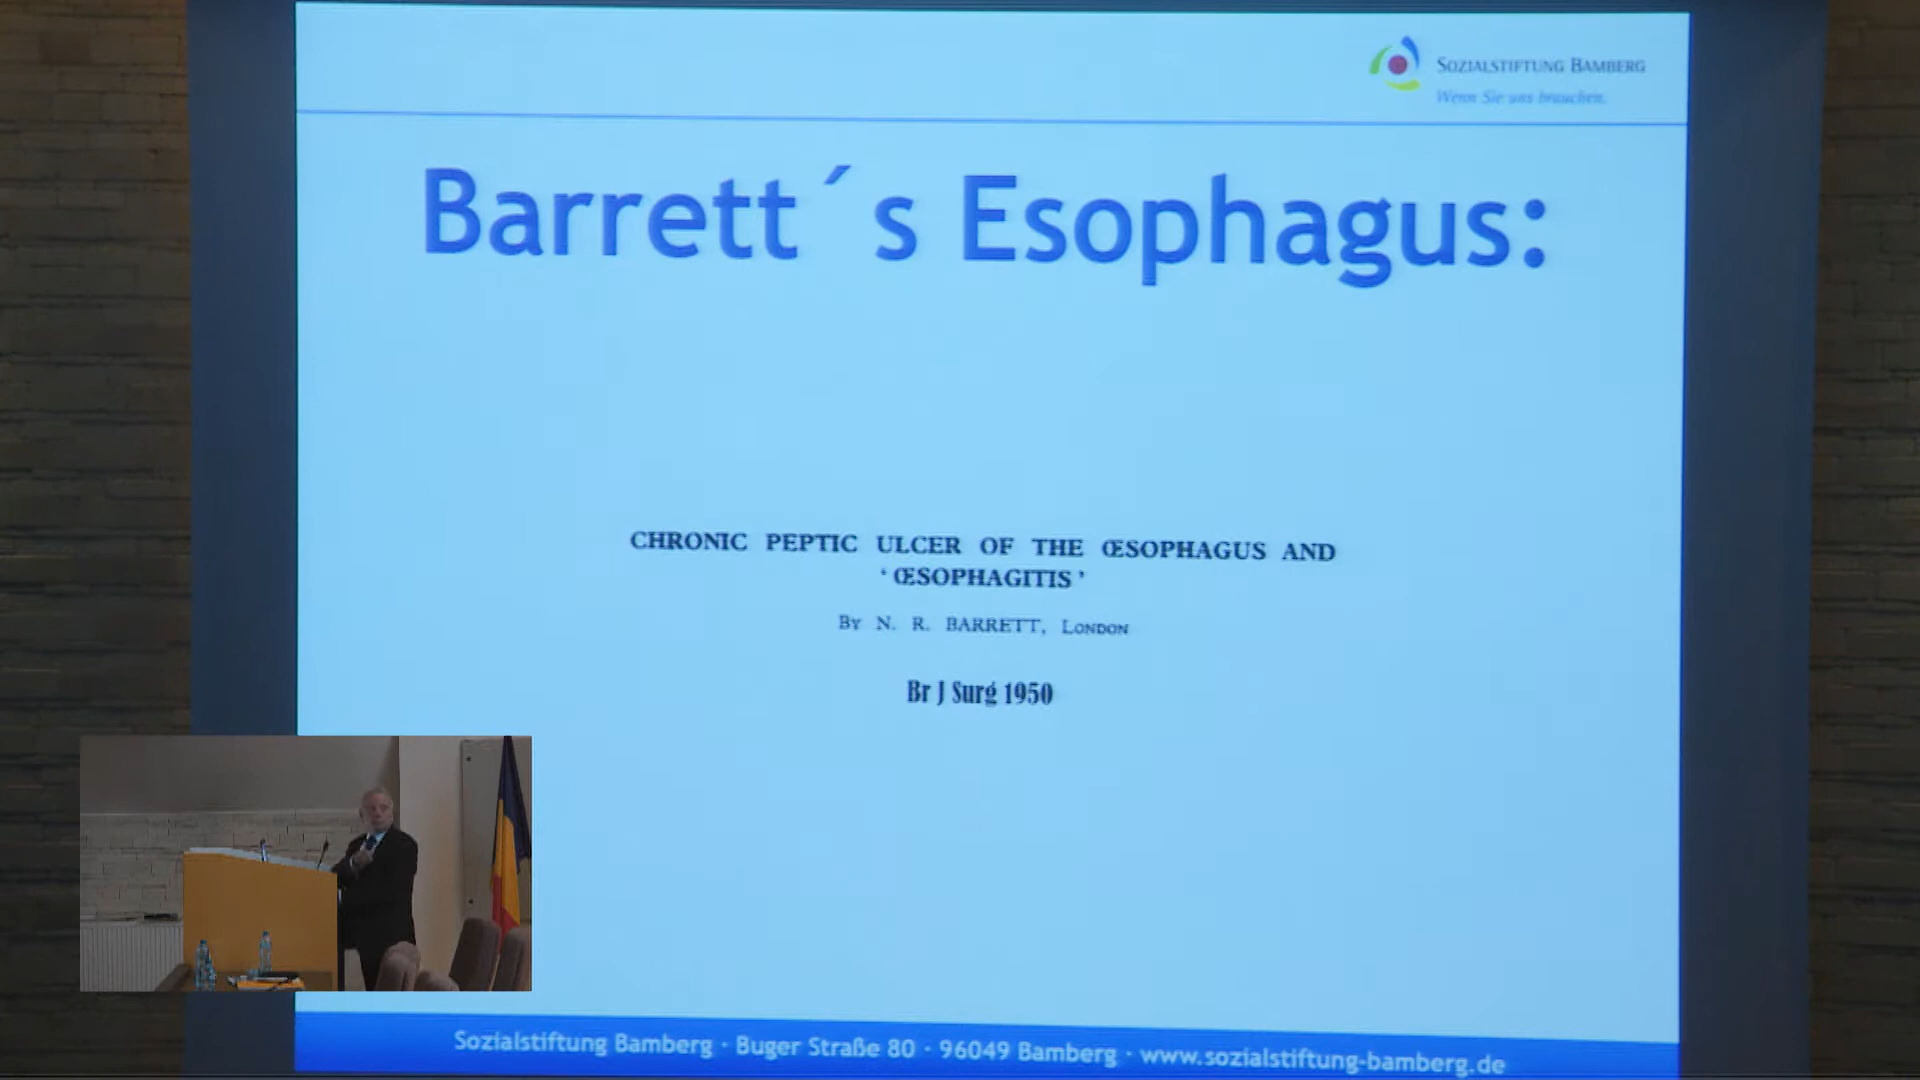 SOZIALSTIFTUNG BAMBERG
Wenn Sie uns brauchen.
Barrett´s Esophagus:
CHRONIC PEPTIC ULCER OF THE ŒSOPHAGUS AND
‘ ŒSOPHAGITIS ’
BY N. R. BARRETT, LONDON
Br J Surg 1950
Sozialstiftung Bamberg · Buger Straße 80 · 96049 Bamberg · www.sozialstiftung-bamberg.de